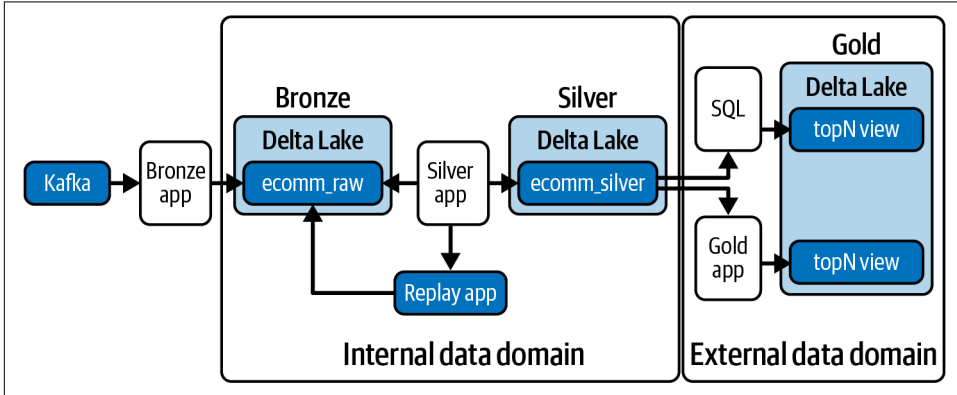 Gold
Bronze
Silver
Delta Lake
SQL
topN view
Delta Lake
Delta Lake
Kafka
Bronze
app
ecomm_raw
Silver
app
ecomm_silver
Gold
app
topN view
Replay app
Internal data domain
External data domain